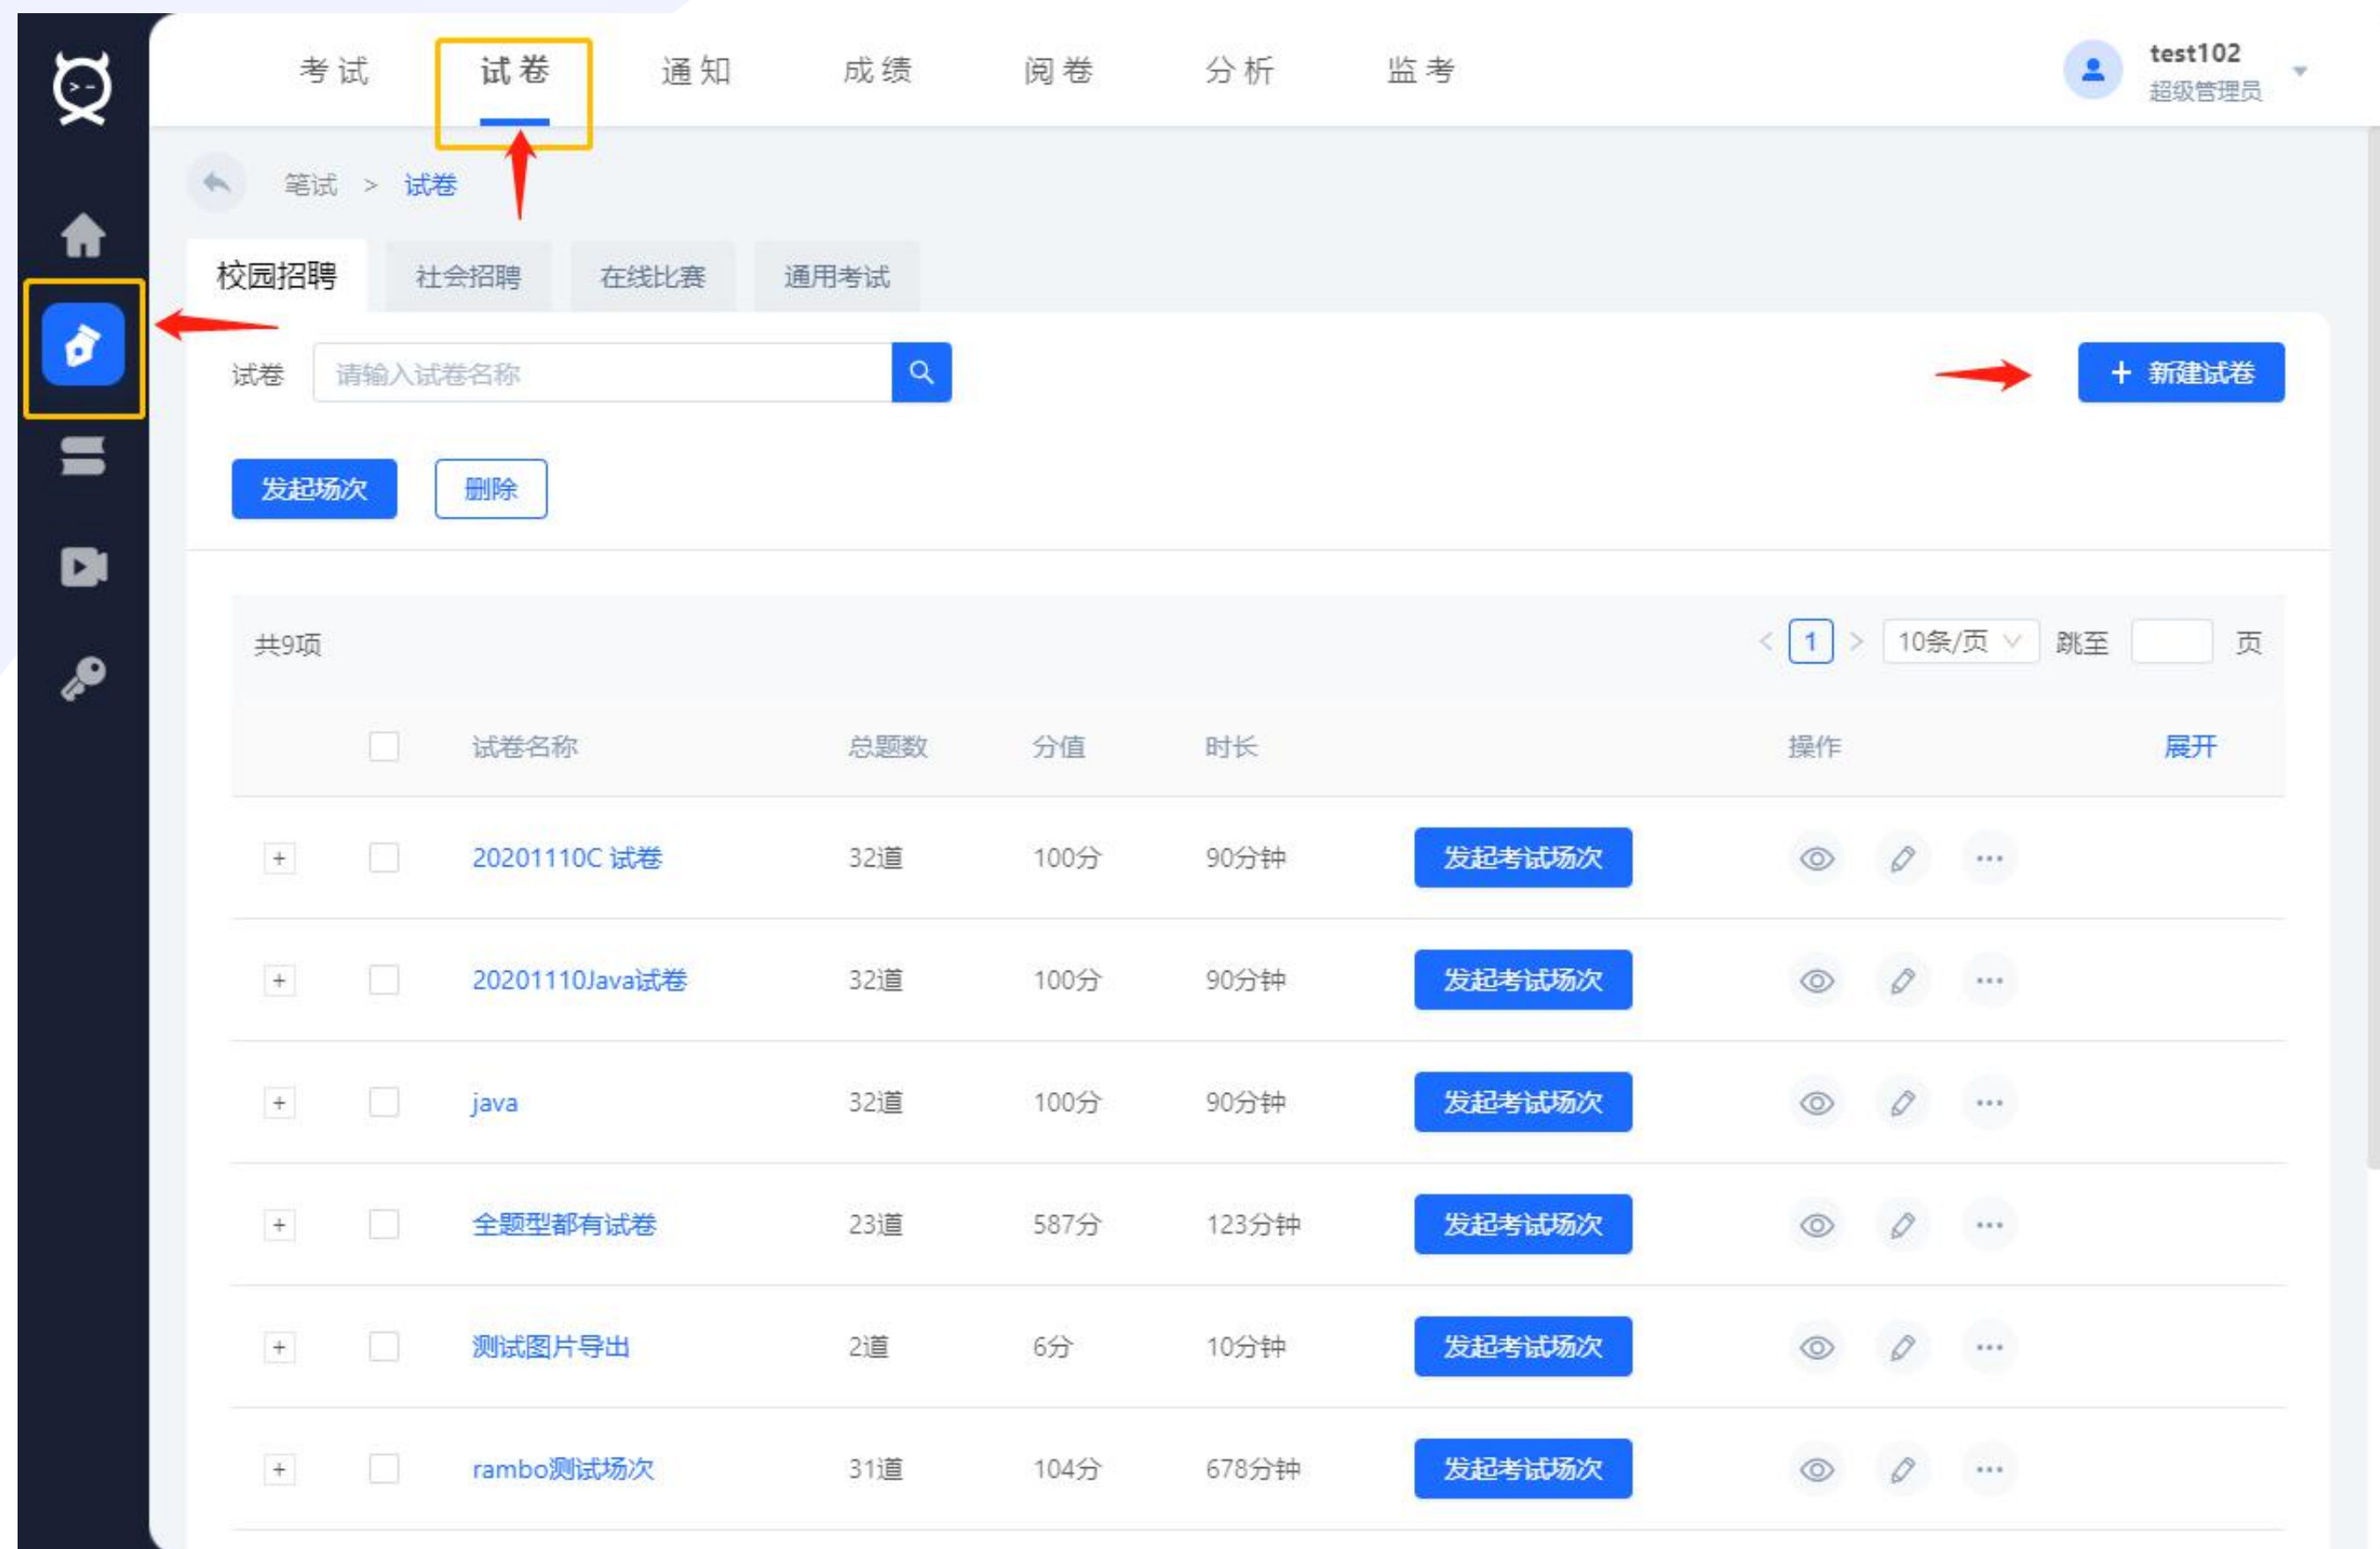 考试 试卷 通知 成绩 阅卷 分析 监考
test102
超级管理员
笔试 > 试卷
校园招聘 社会招聘 在线比赛 通用考试
试卷 请输入试卷名称 + 新建试卷
发起场次 删除
共9项 < 1 > 10条/页 跳至 页
试卷名称 总题数 分值 时长 操作 展开
+ 20201110C 试卷 32道 100分 90分钟 发起考试场次 ···
+ 20201110Java试卷 32道 100分 90分钟 发起考试场次 ···
+ java 32道 100分 90分钟 发起考试场次 ···
+ 全题型都有试卷 23道 587分 123分钟 发起考试场次 ···
+ 测试图片导出 2道 6分 10分钟 发起考试场次 ···
+ rambo测试场次 31道 104分 678分钟 发起考试场次 ···